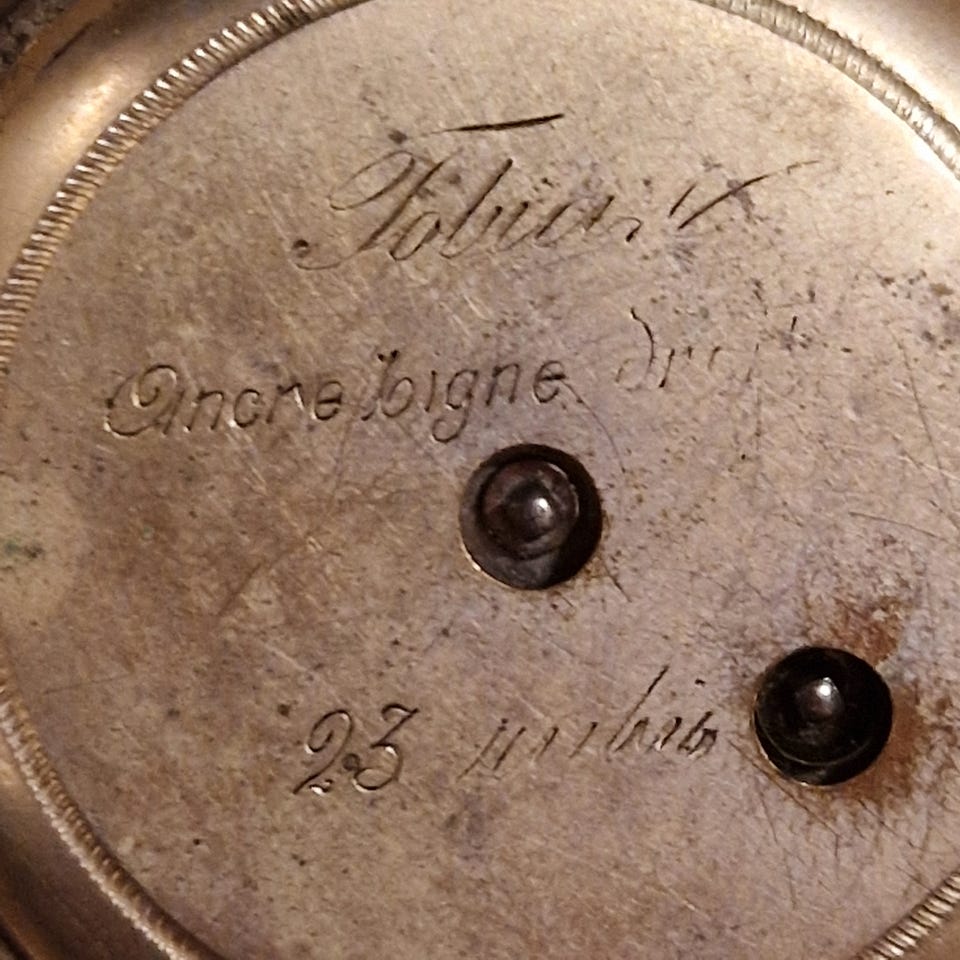 Tobias
Ancre Ligne
23 rubis